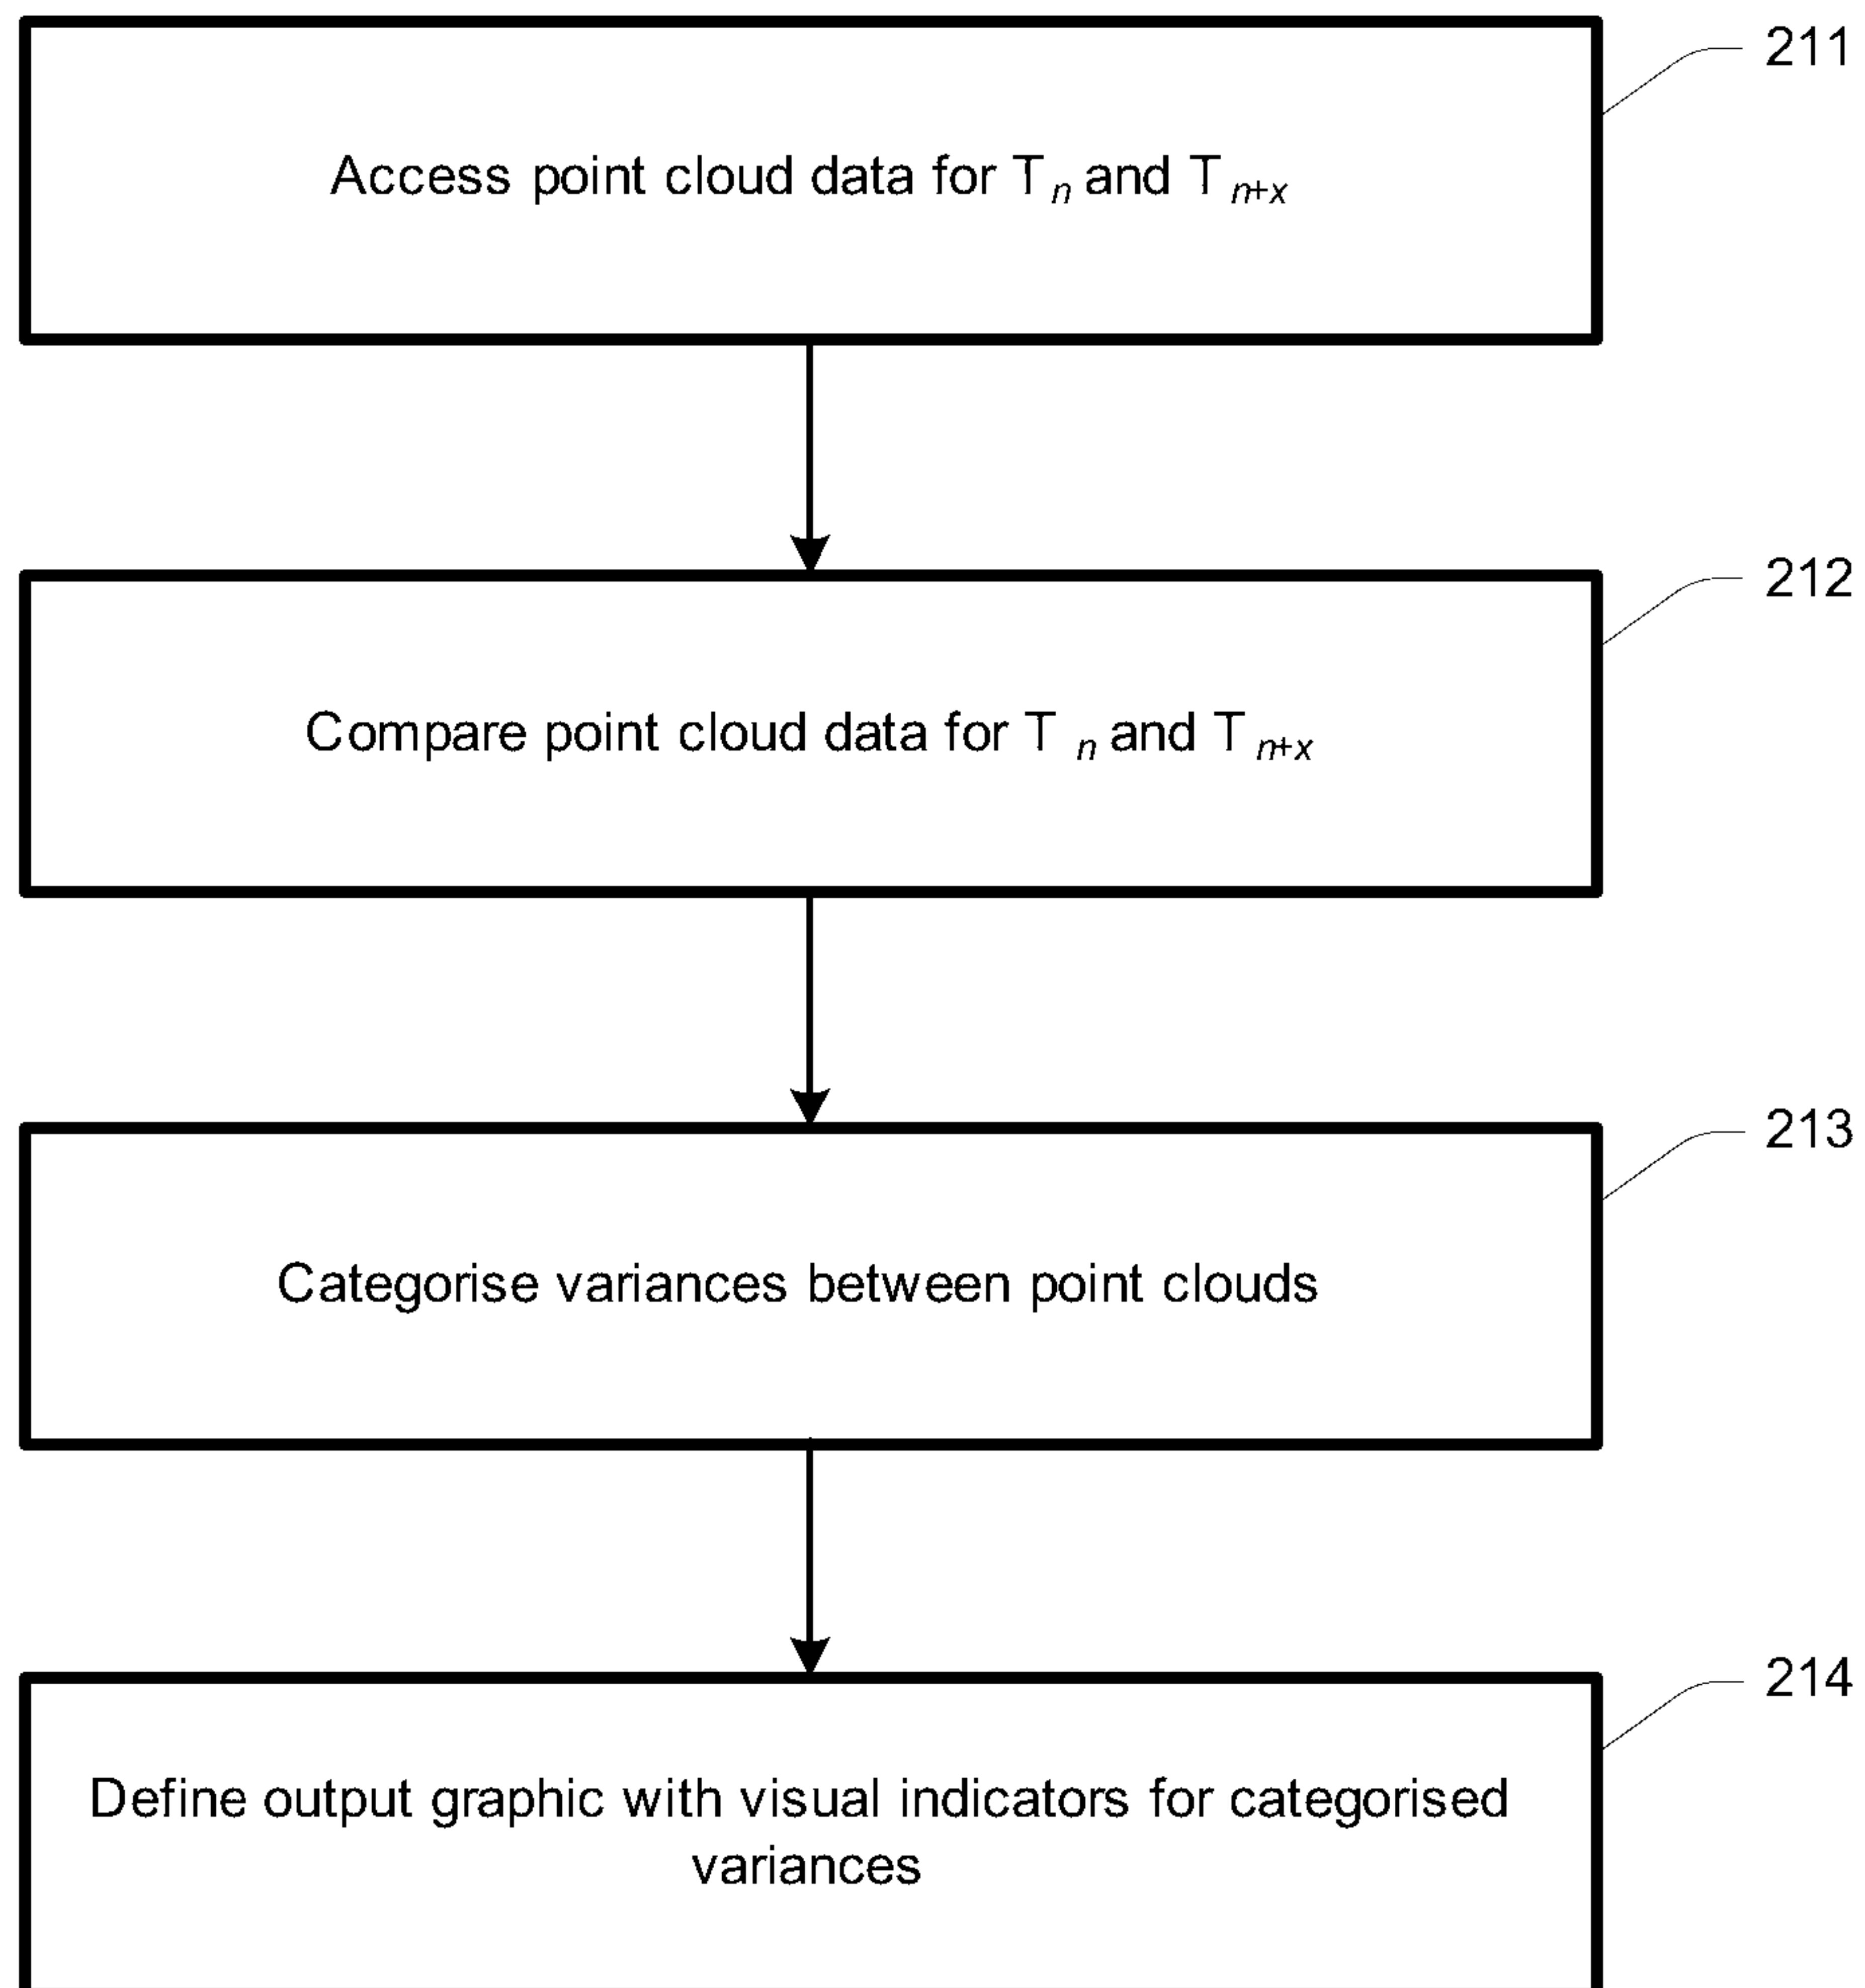 211
Access point cloud data for Tn and Tn+x
212
Compare point cloud data for T n and Tn+x
213
Categorise variances between point clouds
214
Define output graphic with visual indicators for categorised
variances